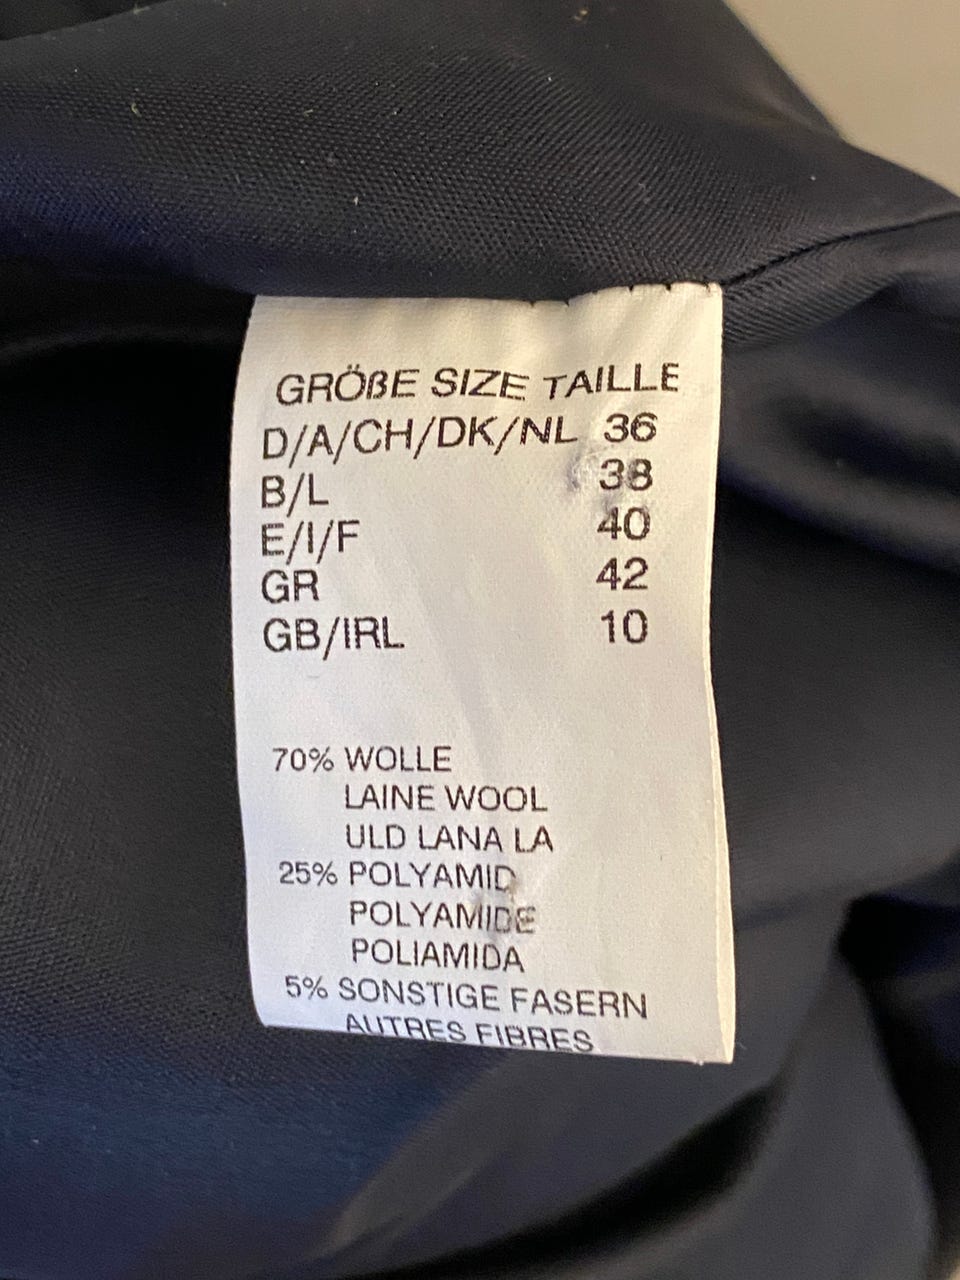 GRÖßE SIZE TAILLE
D/A/CH/DK/NL 36
B/L 38
E/I/F 40
GR 42
GB/IRL 10
70% WOLLE
LAINE WOOL
ULD LANA LA
25% POLYAMID
POLYAMIDE
POLIAMIDA
5% SONSTIGE FASERN
AUTRES FIBRES